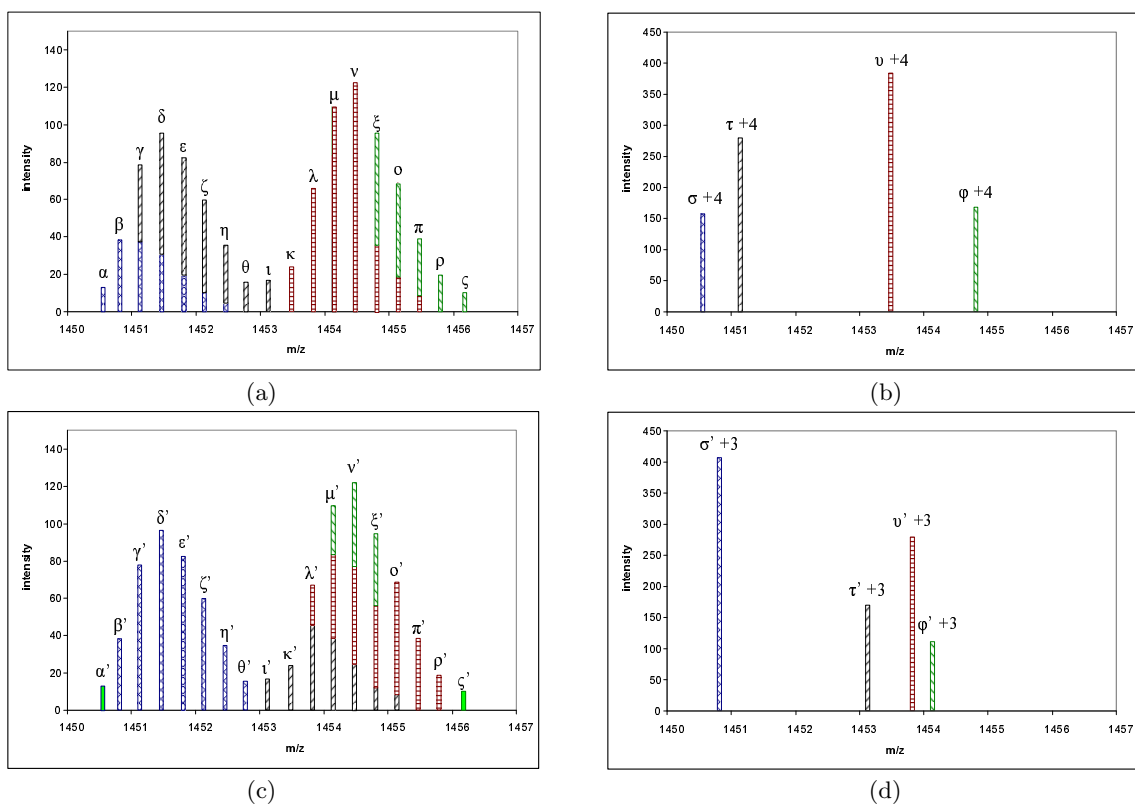 140
120
100
80
60
40
20
0
intensity
α
β
γ
δ
ε
ζ
η
θ
ι
κ
λ
μ
ν
ξ
ο
π
ρ
ς
1450 1451 1452 1453 1454 1455 1456 1457
m/z
(a)
450
400
350
300
250
200
150
100
50
0
intensity
σ +4
τ +4
υ +4
φ +4
1450 1451 1452 1453 1454 1455 1456 1457
m/z
(b)
140
120
100
80
60
40
20
0
intensity
α'
β'
γ'
δ'
ε'
ζ'
η'
θ'
ι'
κ'
λ'
μ'
ν'
ξ'
ο'
π'
ρ'
ς'
1450 1451 1452 1453 1454 1455 1456 1457
m/z
(c)
450
400
350
300
250
200
150
100
50
0
intensity
σ' +3
τ' +3
υ' +3
φ' +3
1450 1451 1452 1453 1454 1455 1456 1457
m/z
(d)